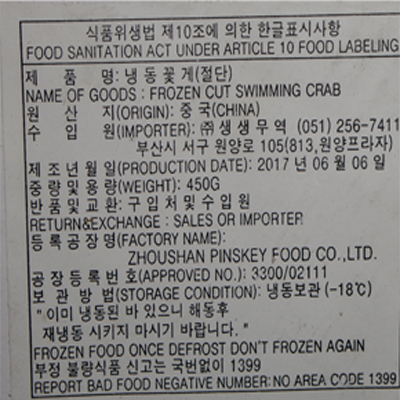 식품위생법 제10조에 의한 한글표시사항
FOOD SANITATION ACT UNDER ARTICLE 10 FOOD LABELING
제 품 명: 냉동꽃게(절단)
NAME OF GOODS : FROZEN CUT SWIMMING CRAB
원 산 지(ORIGIN): 중국(CHINA)
수 입 원(IMPORTER): ㈜생생무역 (051) 256-7411
부산시 서구 원양로 105(813,원양프라자)
제조년월일(PRODUCTION DATE) : 2017 년 06 월 06 일
중량및용량(WEIGHT): 450G
반품및교환: 구입처및수입원
RETURN&EXCHANGE : SALES OR IMPORTER
등록공장명(FACTORY NAME):
ZHOUSHAN PINSKEY FOOD CO.,LTD.
공장등록번호(APPROVED NO.) : 3300/02111
보관방법(STORAGE CONDITION): 냉동보관 (-18℃)
" 이미 냉동된 바 있으니 해동후
재냉동 시키지 마시기 바랍니다. "
FROZEN FOOD ONCE DEFROST DON'T FROZEN AGAIN
부정 불량식품 신고는 국번없이 1399
REPORT BAD FOOD NEGATIVE NUMBER: NO AREA CODE 1399